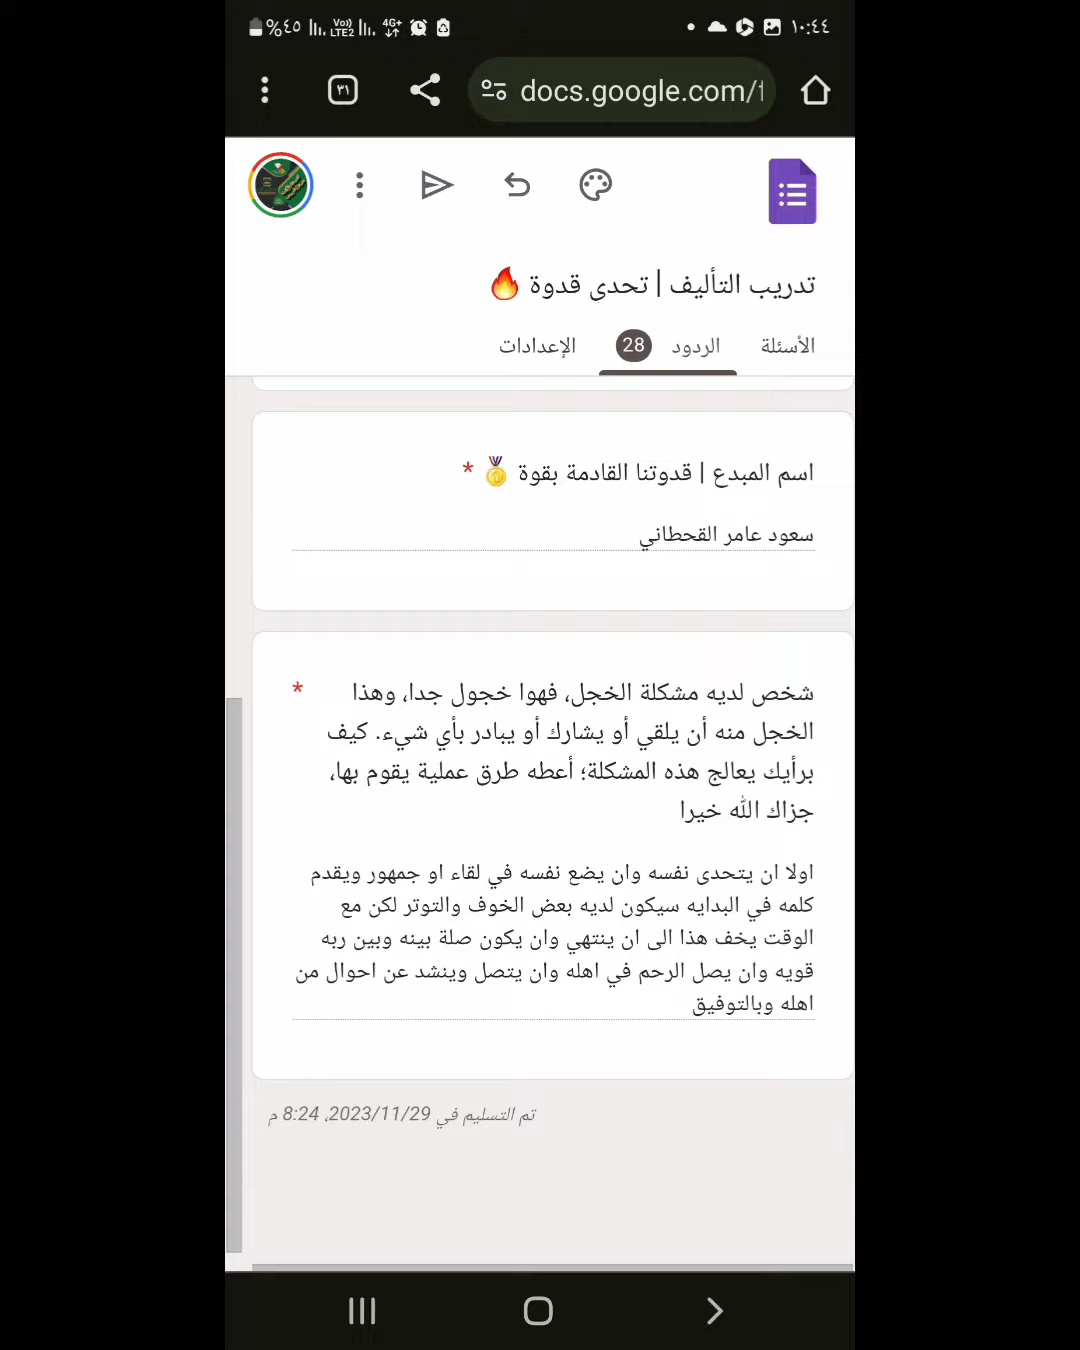 ١٠:٤٤
%٤٥
Vo)) LTE2
4G+
docs.google.com/f
٣١
تدريب التأليف | تحدى قدوة 🔥
الأسئلة
الردود 28
الإعدادات
اسم المبدع | قدوتنا القادمة بقوة 🏅 *
سعود عامر القحطاني
شخص لديه مشكلة الخجل، فهوا خجول جدا، وهذا *
الخجل منه أن يلقي أو يشارك أو يبادر بأي شيء. كيف
برأيك يعالج هذه المشكلة؛ أعطه طرق عملية يقوم بها،
جزاك الله خيرا
اولا ان يتحدى نفسه وان يضع نفسه في لقاء او جمهور ويقدم
كلمه في البدايه سيكون لديه بعض الخوف والتوتر لكن مع
الوقت يخف هذا الى ان ينتهي وان يكون صلة بينه وبين ربه
قويه وان يصل الرحم في اهله وان يتصل وينشد عن احوال من
اهله وبالتوفيق
تم التسليم في 2023/11/29، 8:24 م